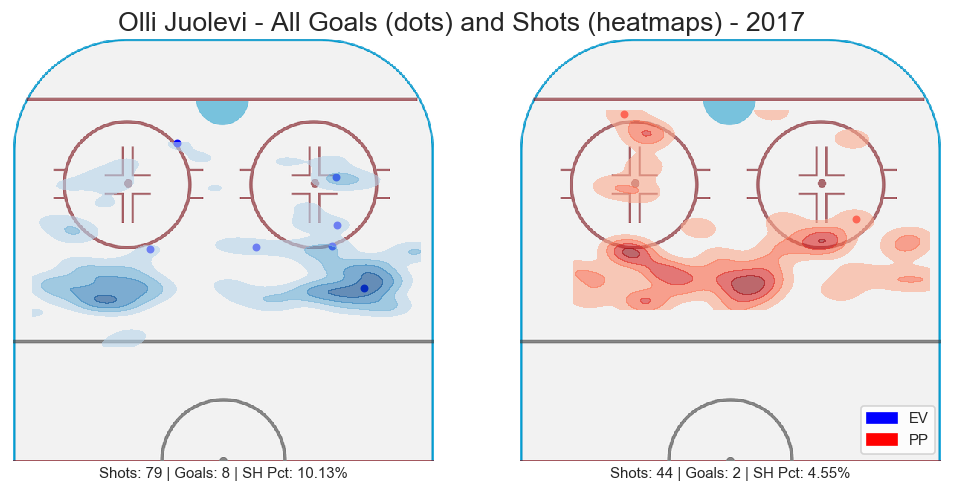 Olli Juolevi - All Goals (dots) and Shots (heatmaps) - 2017
EV
PP
Shots: 79 | Goals: 8 | SH Pct: 10.13%
Shots: 44 | Goals: 2 | SH Pct: 4.55%